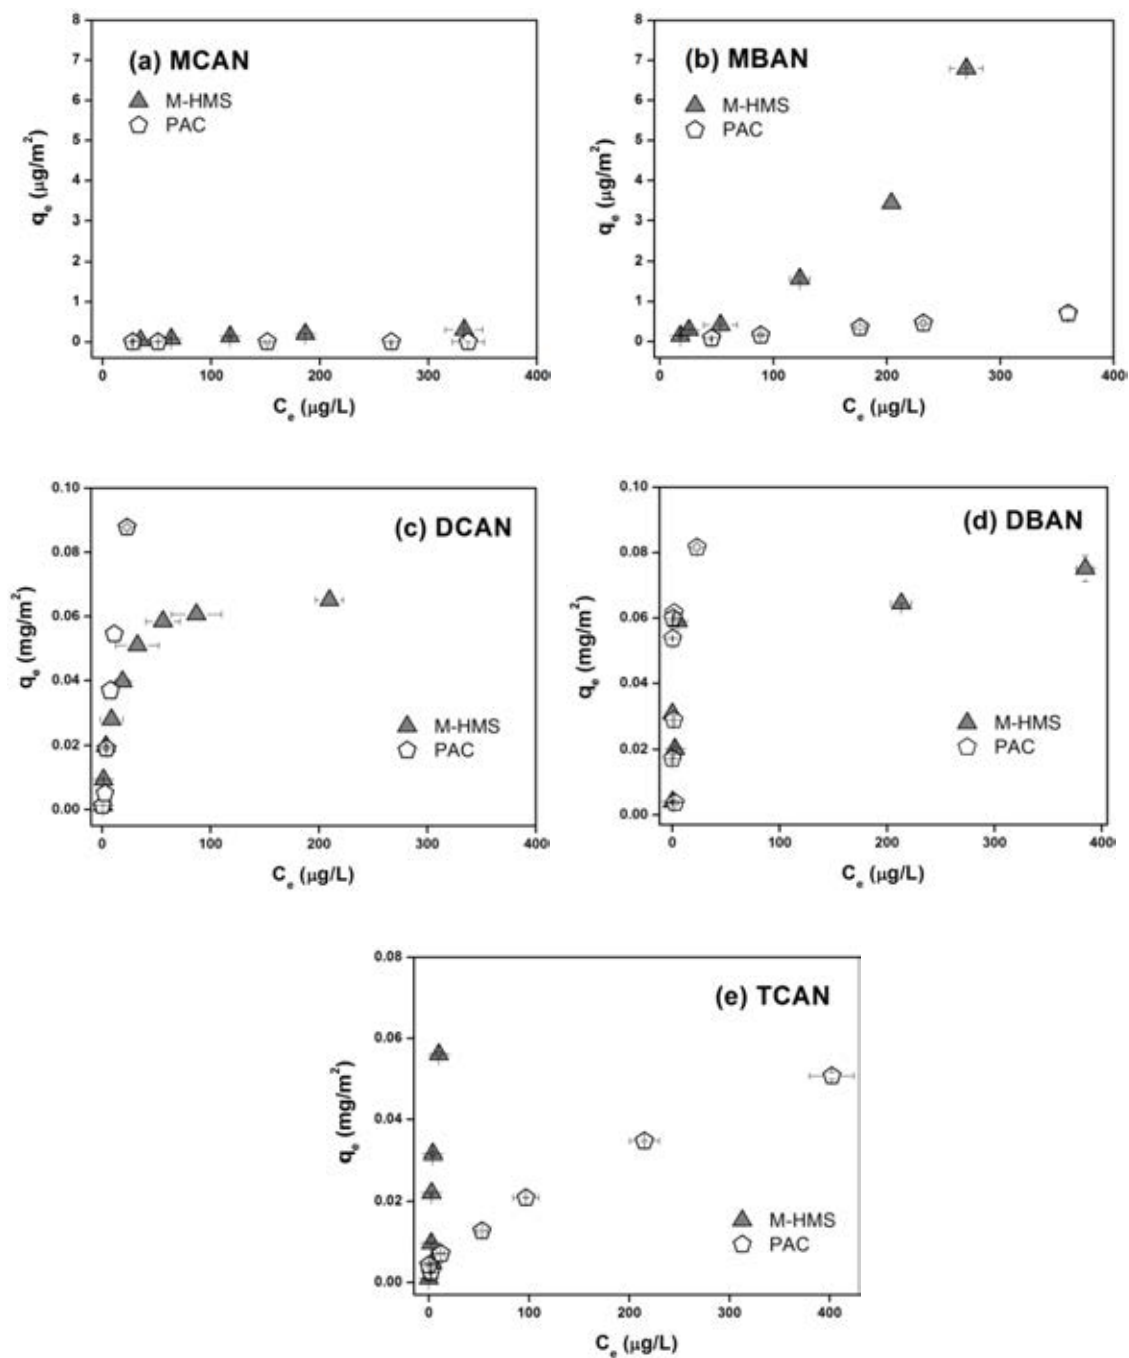 (a) MCAN
M-HMS
PAC
qe (μg/m²)
8
7
6
5
4
3
2
1
0
0 100 200 300 400
Ce (μg/L)
(b) MBAN
M-HMS
PAC
qe (μg/m²)
8
7
6
5
4
3
2
1
0
0 100 200 300 400
Ce (μg/L)
(c) DCAN
M-HMS
PAC
qe (mg/m²)
0.10
0.08
0.06
0.04
0.02
0.00
0 100 200 300 400
Ce (μg/L)
(d) DBAN
M-HMS
PAC
qe (mg/m²)
0.10
0.08
0.06
0.04
0.02
0.00
0 100 200 300 400
Ce (μg/L)
(e) TCAN
M-HMS
PAC
qe (mg/m²)
0.08
0.06
0.04
0.02
0.00
0 100 200 300 400
Ce (μg/L)